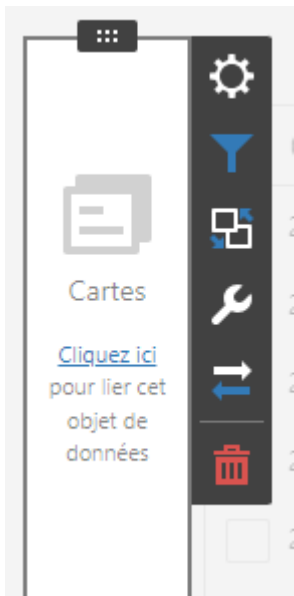 Cartes
Cliquez ici
pour lier cet
objet de
données